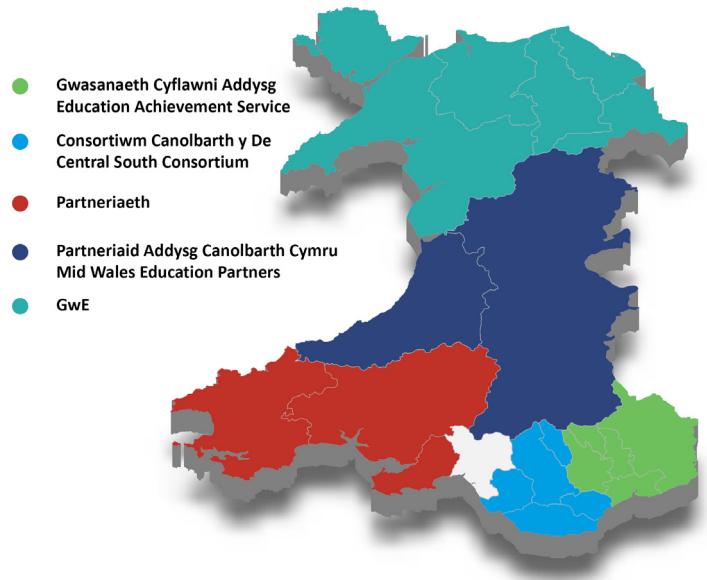 Gwasanaeth Cyflawni Addysg
Education Achievement Service
Consortiwm Canolbarth y De
Central South Consortium
Partneriaeth
Partneriaid Addysg Canolbarth Cymru
Mid Wales Education Partners
GwE